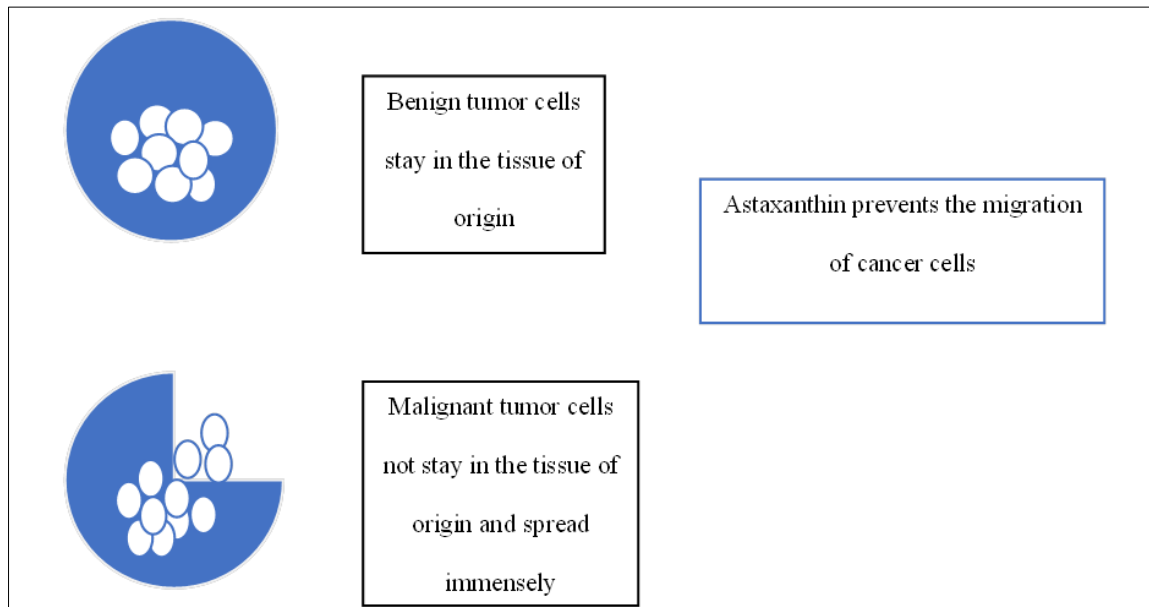 Benign tumor cells
stay in the tissue of
origin
Astaxanthin prevents the migration
of cancer cells
Malignant tumor cells
not stay in the tissue of
origin and spread
immensely